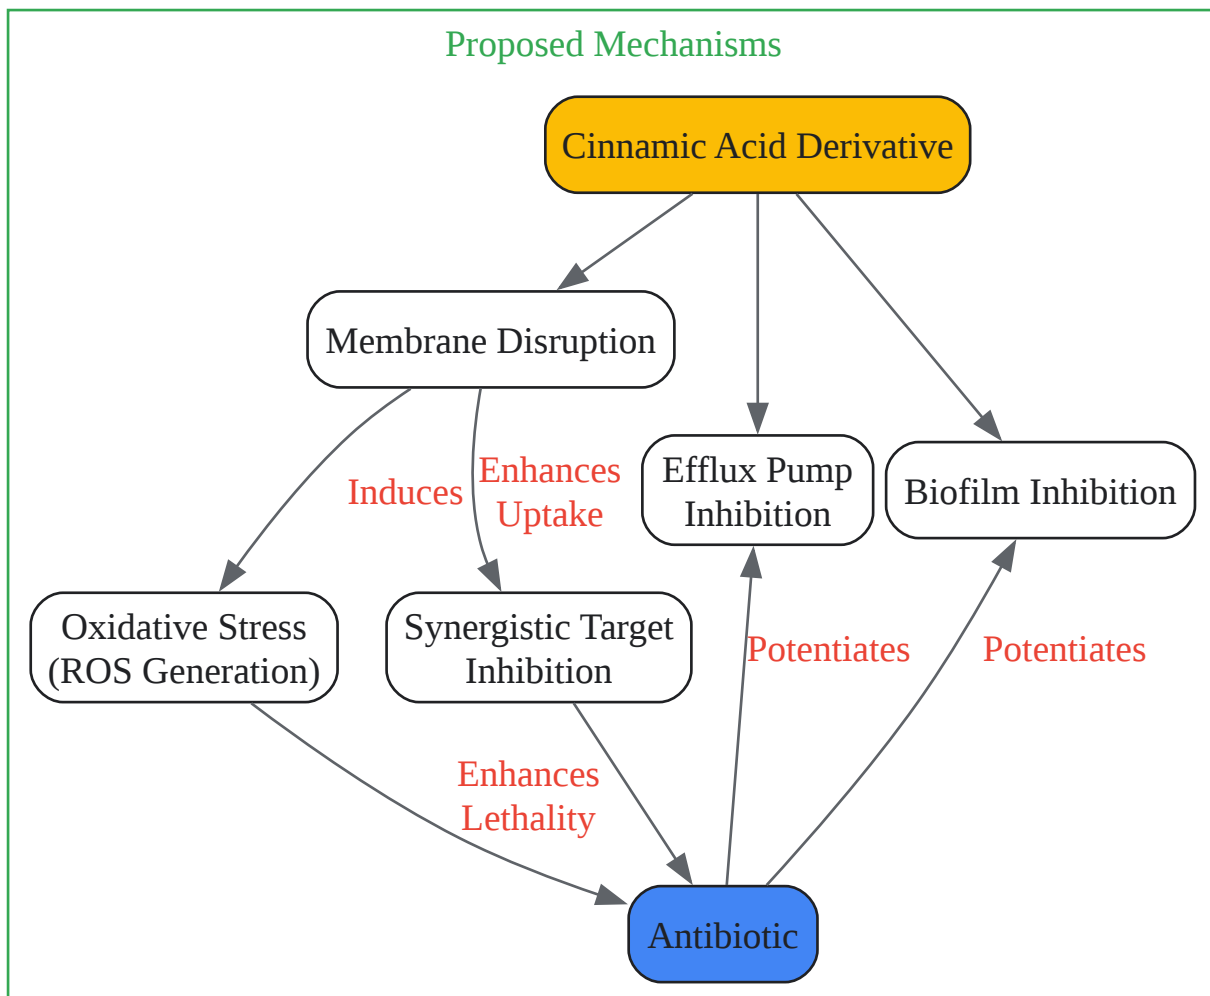 Proposed Mechanisms
Cinnamic Acid Derivative
Membrane Disruption
Induces
Enhances
Uptake
Efflux Pump
Inhibition
Biofilm Inhibition
Oxidative Stress
(ROS Generation)
Synergistic Target
Inhibition
Potentiates
Potentiates
Enhances
Lethality
Antibiotic